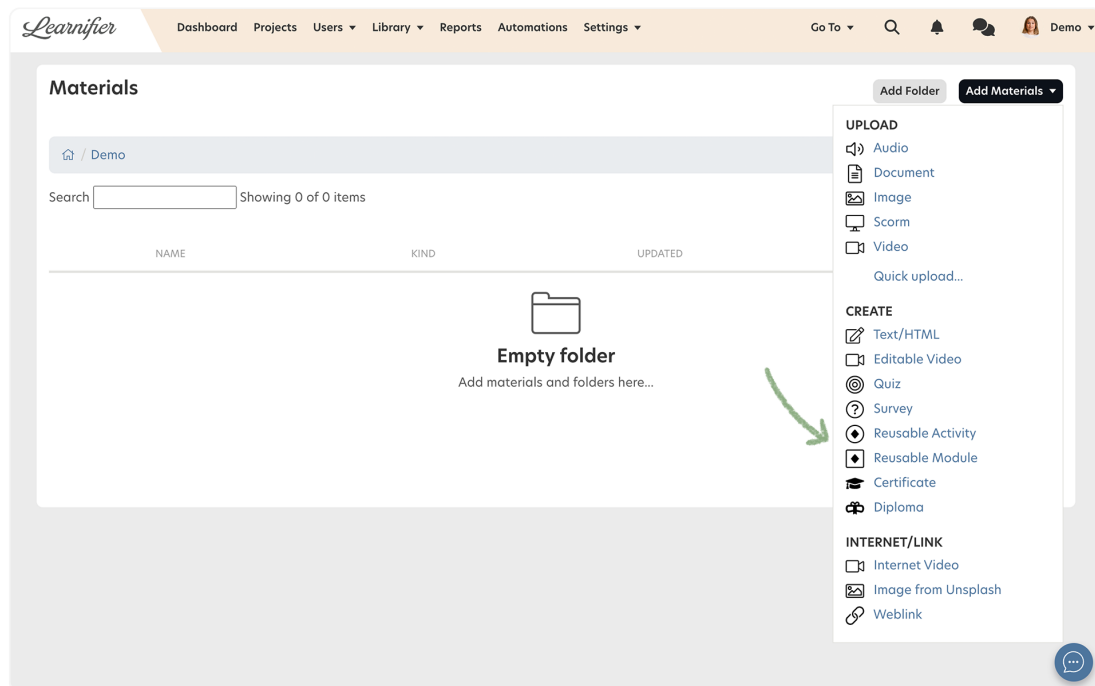 Learnifier
Dashboard Projects Users Library Reports Automations Settings Go To Demo
Materials
Add Folder Add Materials
/ Demo
Search Showing 0 of 0 items
NAME KIND UPDATED
Empty folder
Add materials and folders here...
UPLOAD
Audio
Document
Image
Scorm
Video
Quick upload...
CREATE
Text/HTML
Editable Video
Quiz
Survey
Reusable Activity
Reusable Module
Certificate
Diploma
INTERNET/LINK
Internet Video
Image from Unsplash
Weblink